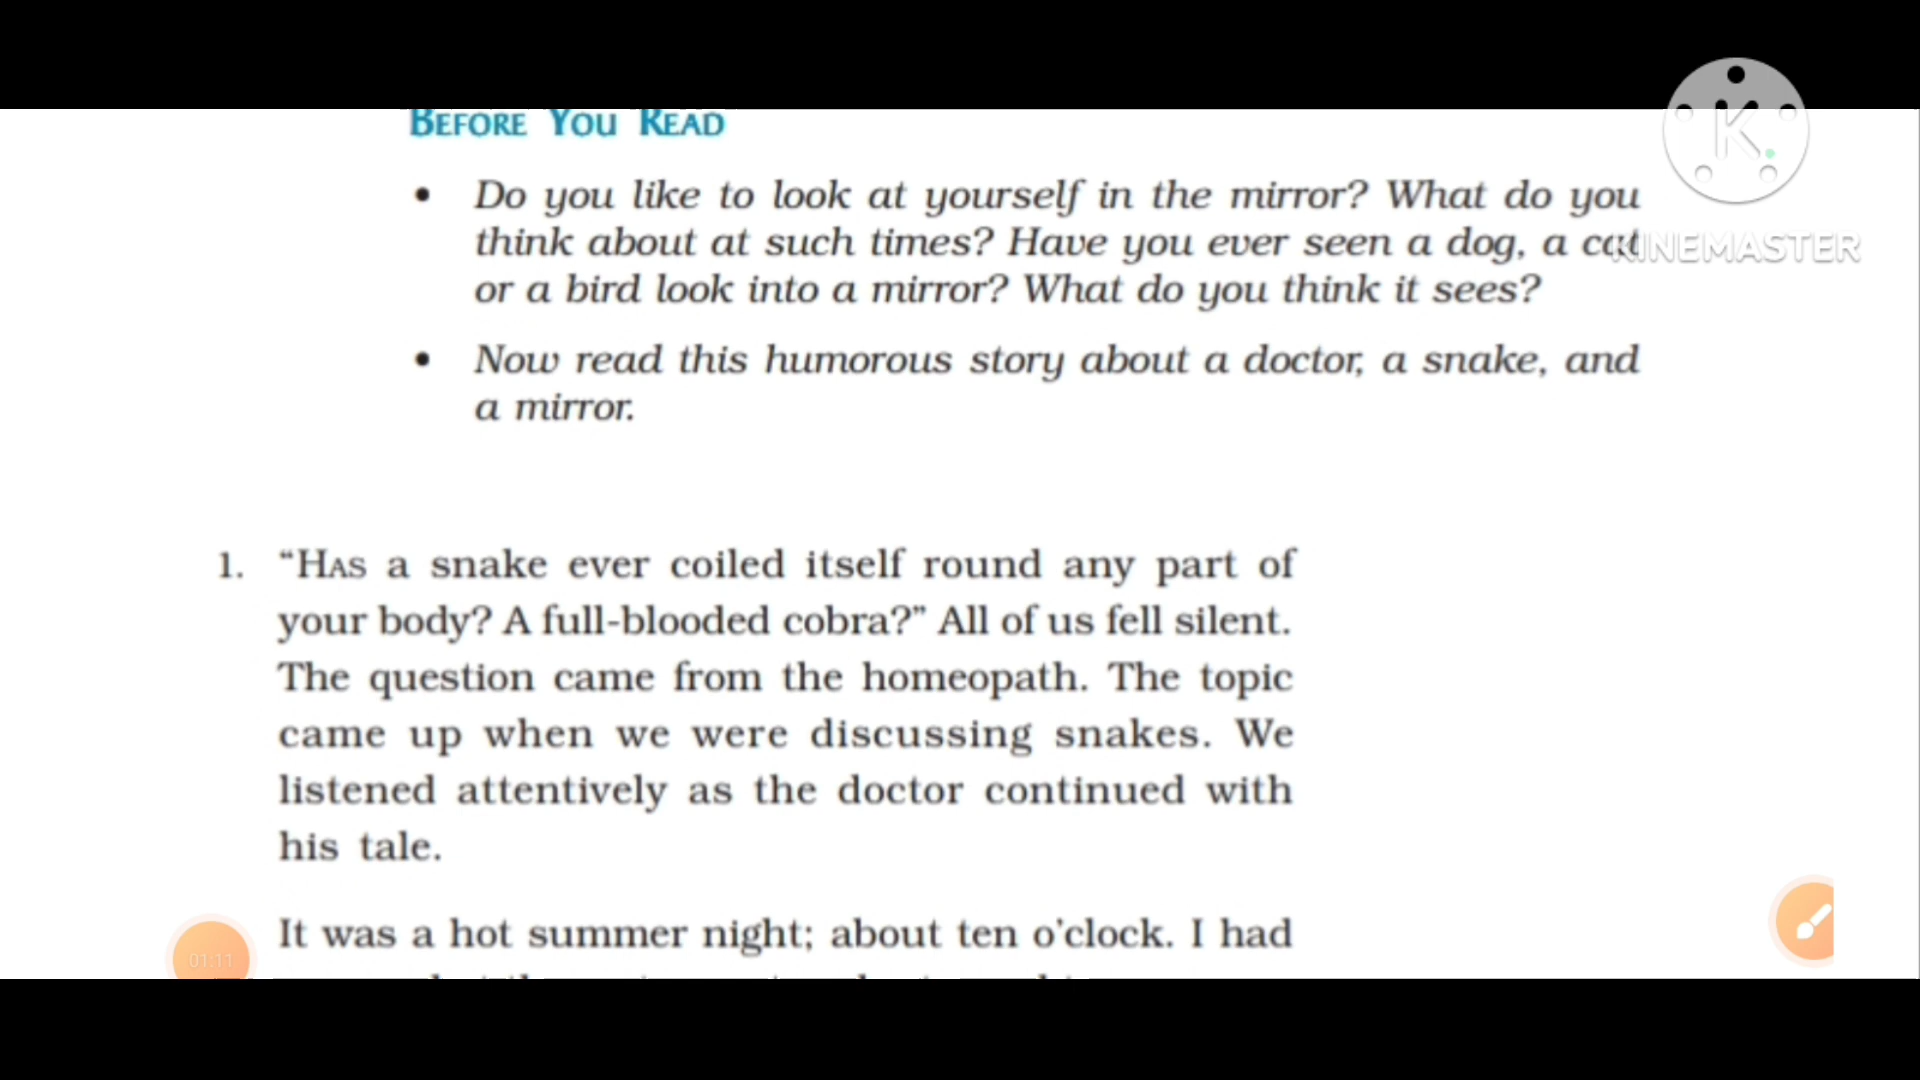 BEFORE YOU READ
• Do you like to look at yourself in the mirror? What do you
think about at such times? Have you ever seen a dog, a cat
or a bird look into a mirror? What do you think it sees?
• Now read this humorous story about a doctor, a snake, and
a mirror.
1. “HAS a snake ever coiled itself round any part of
your body? A full-blooded cobra?” All of us fell silent.
The question came from the homeopath. The topic
came up when we were discussing snakes. We
listened attentively as the doctor continued with
his tale.
It was a hot summer night; about ten o’clock. I had
K
KINEMASTER
01:11